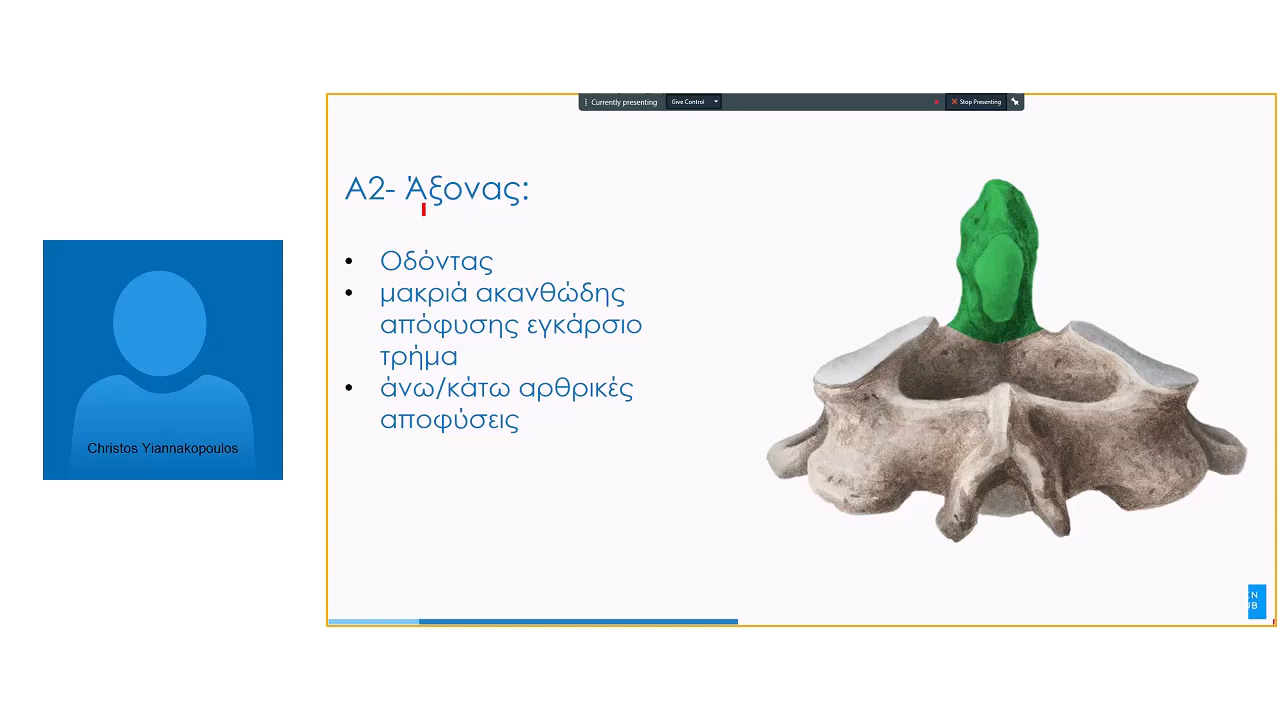 Currently presenting
Give Control
Stop Presenting
Α2- Άξονας:
• Οδόντας
• μακριά ακανθώδης
απόφυσης εγκάρσιο
τρήμα
• άνω/κάτω αρθρικές
αποφύσεις
Christos Yiannakopoulos